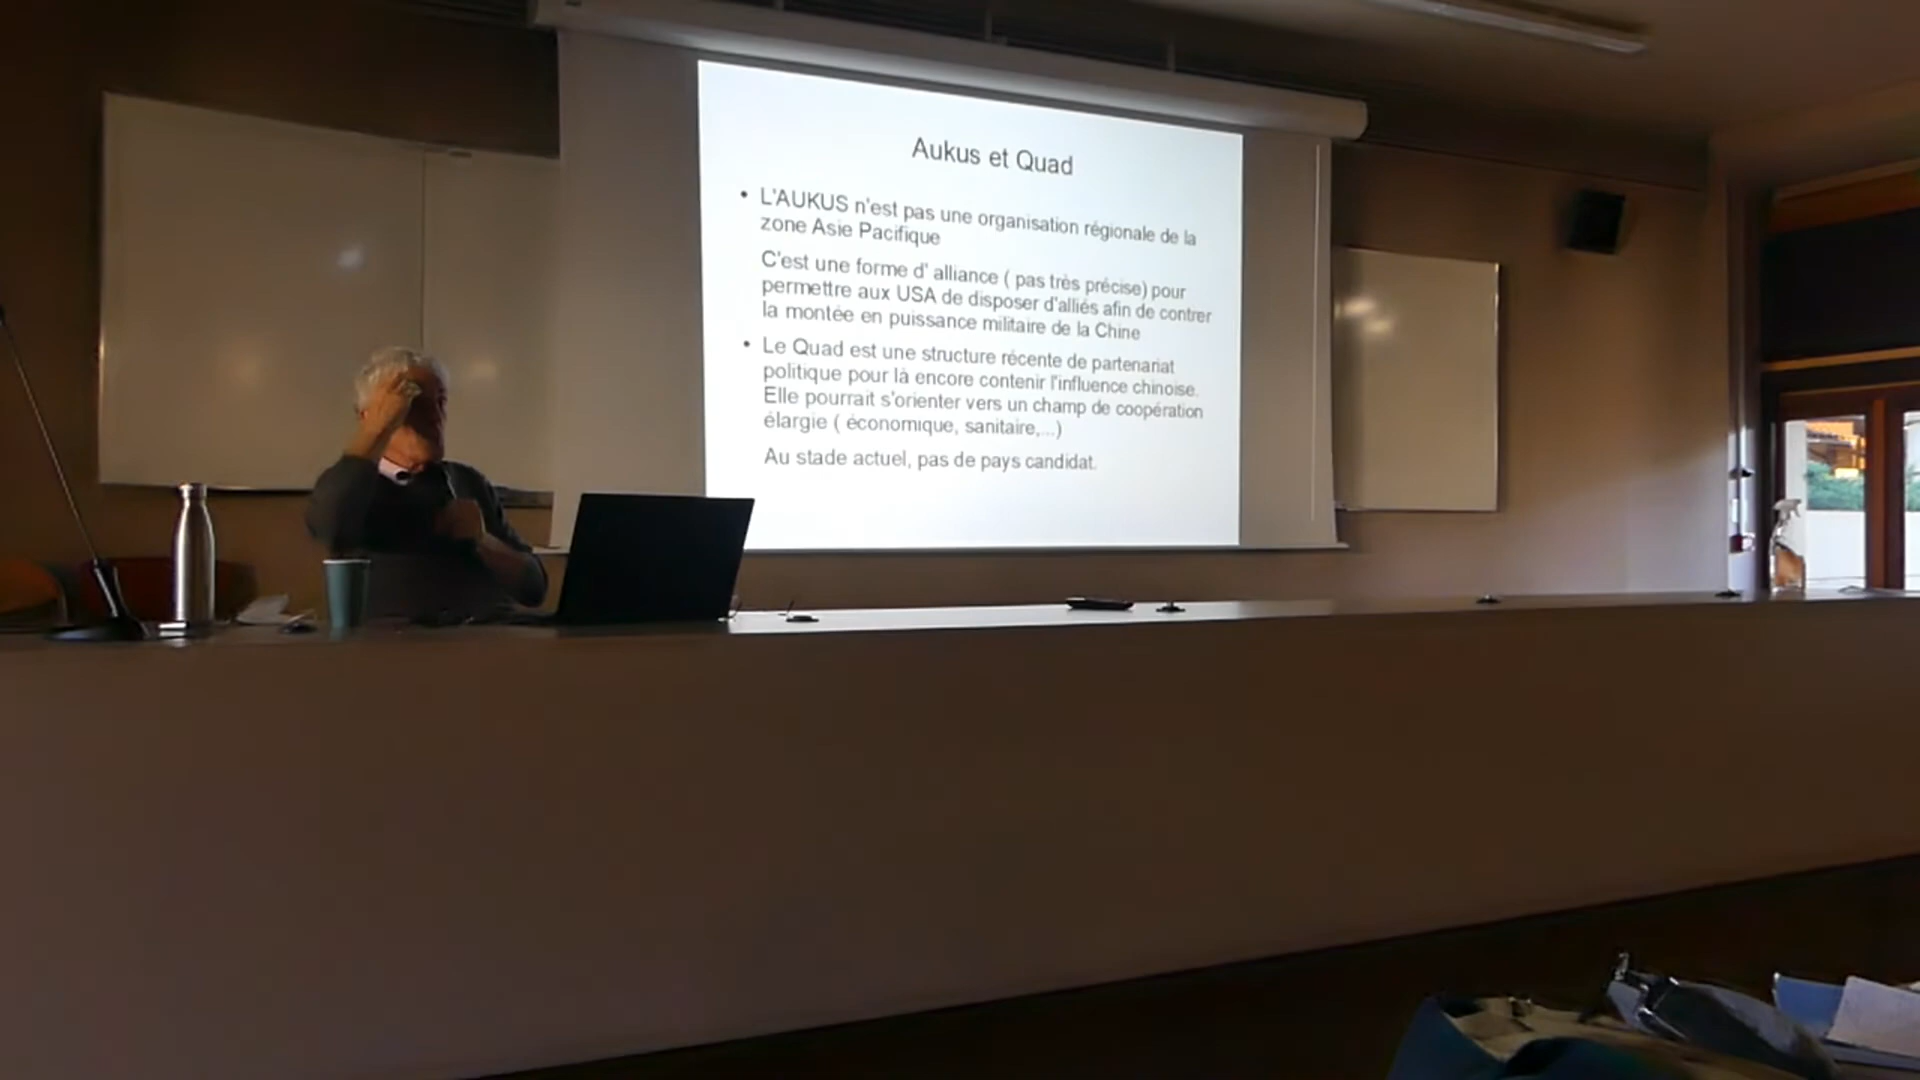 Aukus et Quad
• L'AUKUS n'est pas une organisation régionale de la
zone Asie Pacifique
C'est une forme d' alliance ( pas très précise) pour
permettre aux USA de disposer d'alliés afin de contrer
la montée en puissance militaire de la Chine
• Le Quad est une structure récente de partenariat
politique pour là encore contenir l'influence chinoise.
Elle pourrait s'orienter vers un champ de coopération
élargie ( économique, sanitaire,...)
Au stade actuel, pas de pays candidat.